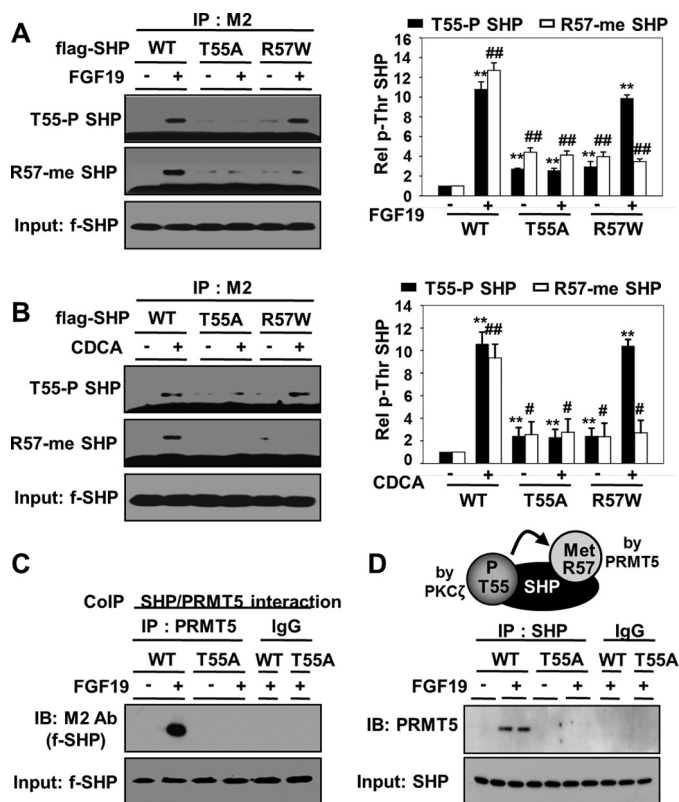 A
IP : M2
flag-SHP WT T55A R57W
FGF19 - + - + - +
T55-P SHP
R57-me SHP
Input: f-SHP
T55-P SHP R57-me SHP
Rel p-Thr SHP
16
14
12
10
8
6
4
2
0
** ## ** ## ** ## ** ## ** ##
- + - + - +
FGF19
WT T55A R57W
B
IP : M2
flag-SHP WT T55A R57W
CDCA - + - + - +
T55-P SHP
R57-me SHP
Input: f-SHP
T55-P SHP R57-me SHP
Rel p-Thr SHP
14
12
10
8
6
4
2
0
** ## ** # ** # ** # ** #
- + - + - +
CDCA
WT T55A R57W
C
CoIP SHP/PRMT5 interaction
IP : PRMT5 IgG
WT T55A WT T55A
FGF19 - + - + + +
IB: M2 Ab
(f-SHP)
Input: f-SHP
D
by
PKCζ
P
T55
SHP
Met
R57
by
PRMT5
IP : SHP IgG
WT T55A WT T55A
FGF19 - + + - + + +
IB: PRMT5
Input: SHP